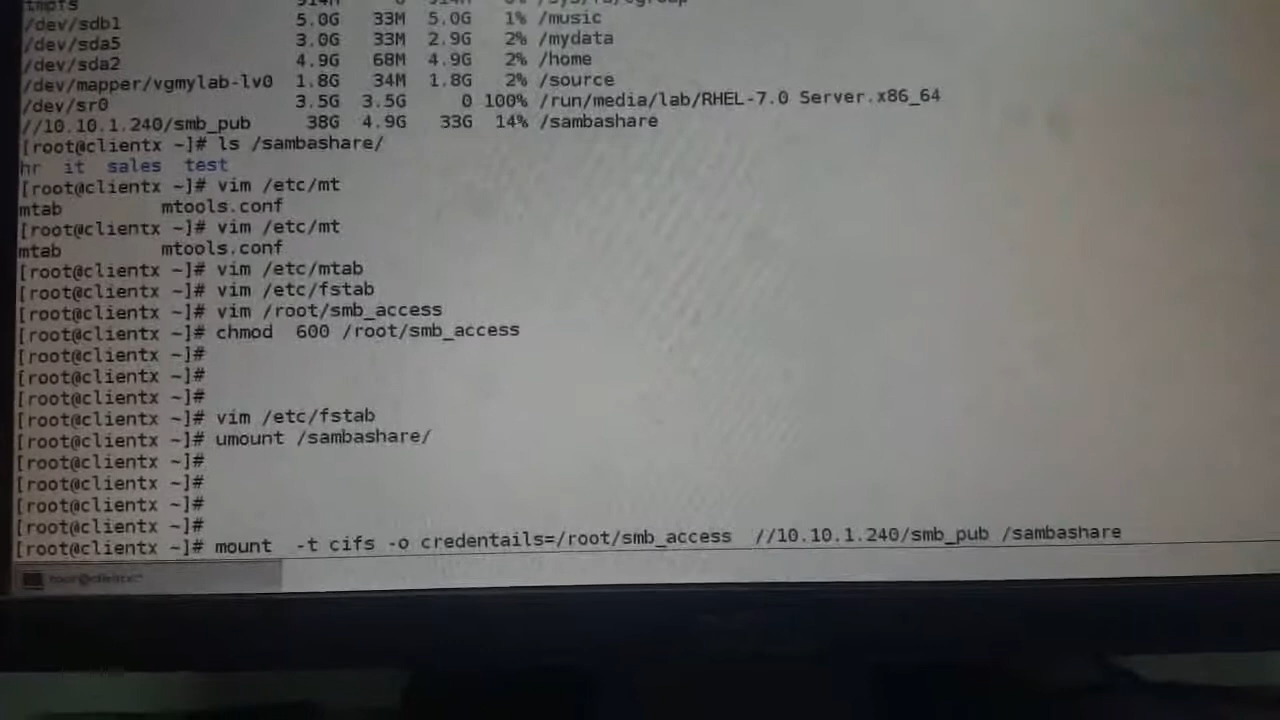 tmpfs
/dev/sdb1 5.0G 33M 5.0G 1% /music
/dev/sda5 3.0G 33M 2.9G 2% /mydata
/dev/sda2 4.9G 68M 4.9G 2% /home
/dev/mapper/vgmylab-lv0 1.8G 34M 1.8G 2% /source
/dev/sr0 3.5G 3.5G 0 100% /run/media/lab/RHEL-7.0 Server.x86_64
//10.10.1.240/smb_pub 38G 4.9G 33G 14% /sambashare
[root@clientx ~]# ls /sambashare/
hr it sales test
[root@clientx ~]# vim /etc/mt
mtab mtools.conf
[root@clientx ~]# vim /etc/mt
mtab mtools.conf
[root@clientx ~]# vim /etc/mtab
[root@clientx ~]# vim /etc/fstab
[root@clientx ~]# vim /root/smb_access
[root@clientx ~]# chmod 600 /root/smb_access
[root@clientx ~]#
[root@clientx ~]#
[root@clientx ~]#
[root@clientx ~]# vim /etc/fstab
[root@clientx ~]# umount /sambashare/
[root@clientx ~]#
[root@clientx ~]#
[root@clientx ~]#
[root@clientx ~]#
[root@clientx ~]# mount -t cifs -o credentails=/root/smb_access //10.10.1.240/smb_pub /sambashare